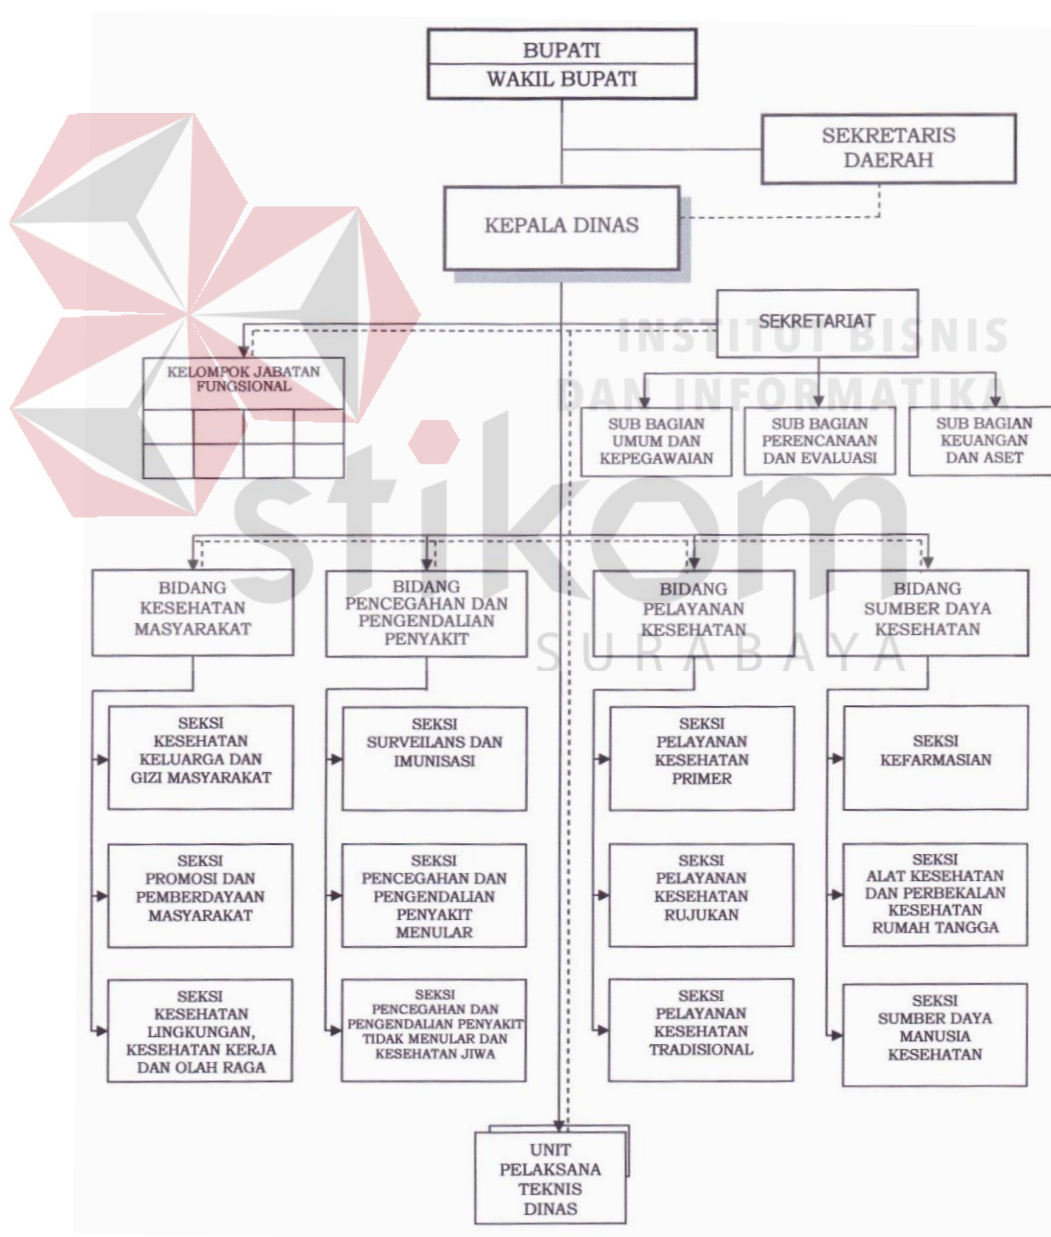 BUPATI
WAKIL BUPATI
SEKRETARIS
DAERAH
KEPALA DINAS
SEKRETARIAT
INSTITUT BISNIS
DAN INFORMATIKA
KELOMPOK JABATAN
FUNGSIONAL
SUB BAGIAN
UMUM DAN
KEPEGAWAIAN
SUB BAGIAN
PERENCANAAN
DAN EVALUASI
SUB BAGIAN
KEUANGAN
DAN ASET
stikom
SURABAYA
BIDANG
KESEHATAN
MASYARAKAT
BIDANG
PENCEGAHAN DAN
PENGENDALIAN
PENYAKIT
BIDANG
PELAYANAN
KESEHATAN
BIDANG
SUMBER DAYA
KESEHATAN
SEKSI
KESEHATAN
KELUARGA DAN
GIZI MASYARAKAT
SEKSI
SURVEILANS DAN
IMUNISASI
SEKSI
PELAYANAN
KESEHATAN
PRIMER
SEKSI
KEFARMASIAN
SEKSI
PROMOSI DAN
PEMBERDAYAAN
MASYARAKAT
SEKSI
PENCEGAHAN DAN
PENGENDALIAN
PENYAKIT
MENULAR
SEKSI
PELAYANAN
KESEHATAN
RUJUKAN
SEKSI
ALAT KESEHATAN
DAN PERBEKALAN
KESEHATAN
RUMAH TANGGA
SEKSI
KESEHATAN
LINGKUNGAN,
KESEHATAN KERJA
DAN OLAH RAGA
SEKSI
PENCEGAHAN DAN
PENGENDALIAN PENYAKIT
TIDAK MENULAR DAN
KESEHATAN JIWA
SEKSI
PELAYANAN
KESEHATAN
TRADISIONAL
SEKSI
SUMBER DAYA
MANUSIA
KESEHATAN
UNIT
PELAKSANA
TEKNIS
DINAS